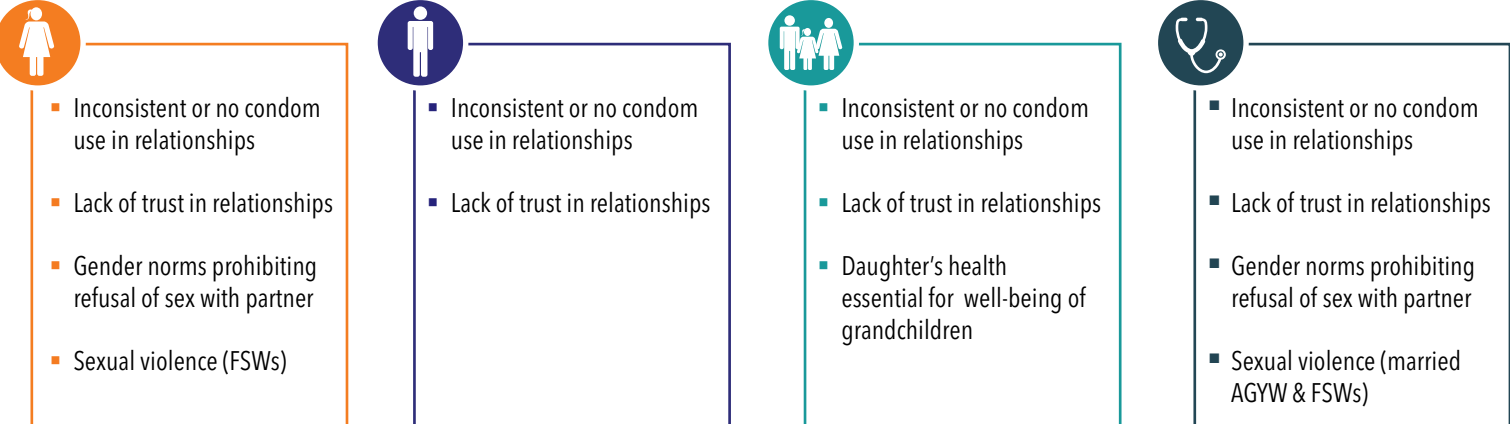 Inconsistent or no condom
use in relationships
Lack of trust in relationships
Gender norms prohibiting
refusal of sex with partner
Sexual violence (FSWs)
Inconsistent or no condom
use in relationships
Lack of trust in relationships
Inconsistent or no condom
use in relationships
Lack of trust in relationships
Daughter’s health
essential for well-being of
grandchildren
Inconsistent or no condom
use in relationships
Lack of trust in relationships
Gender norms prohibiting
refusal of sex with partner
Sexual violence (married
AGYW & FSWs)